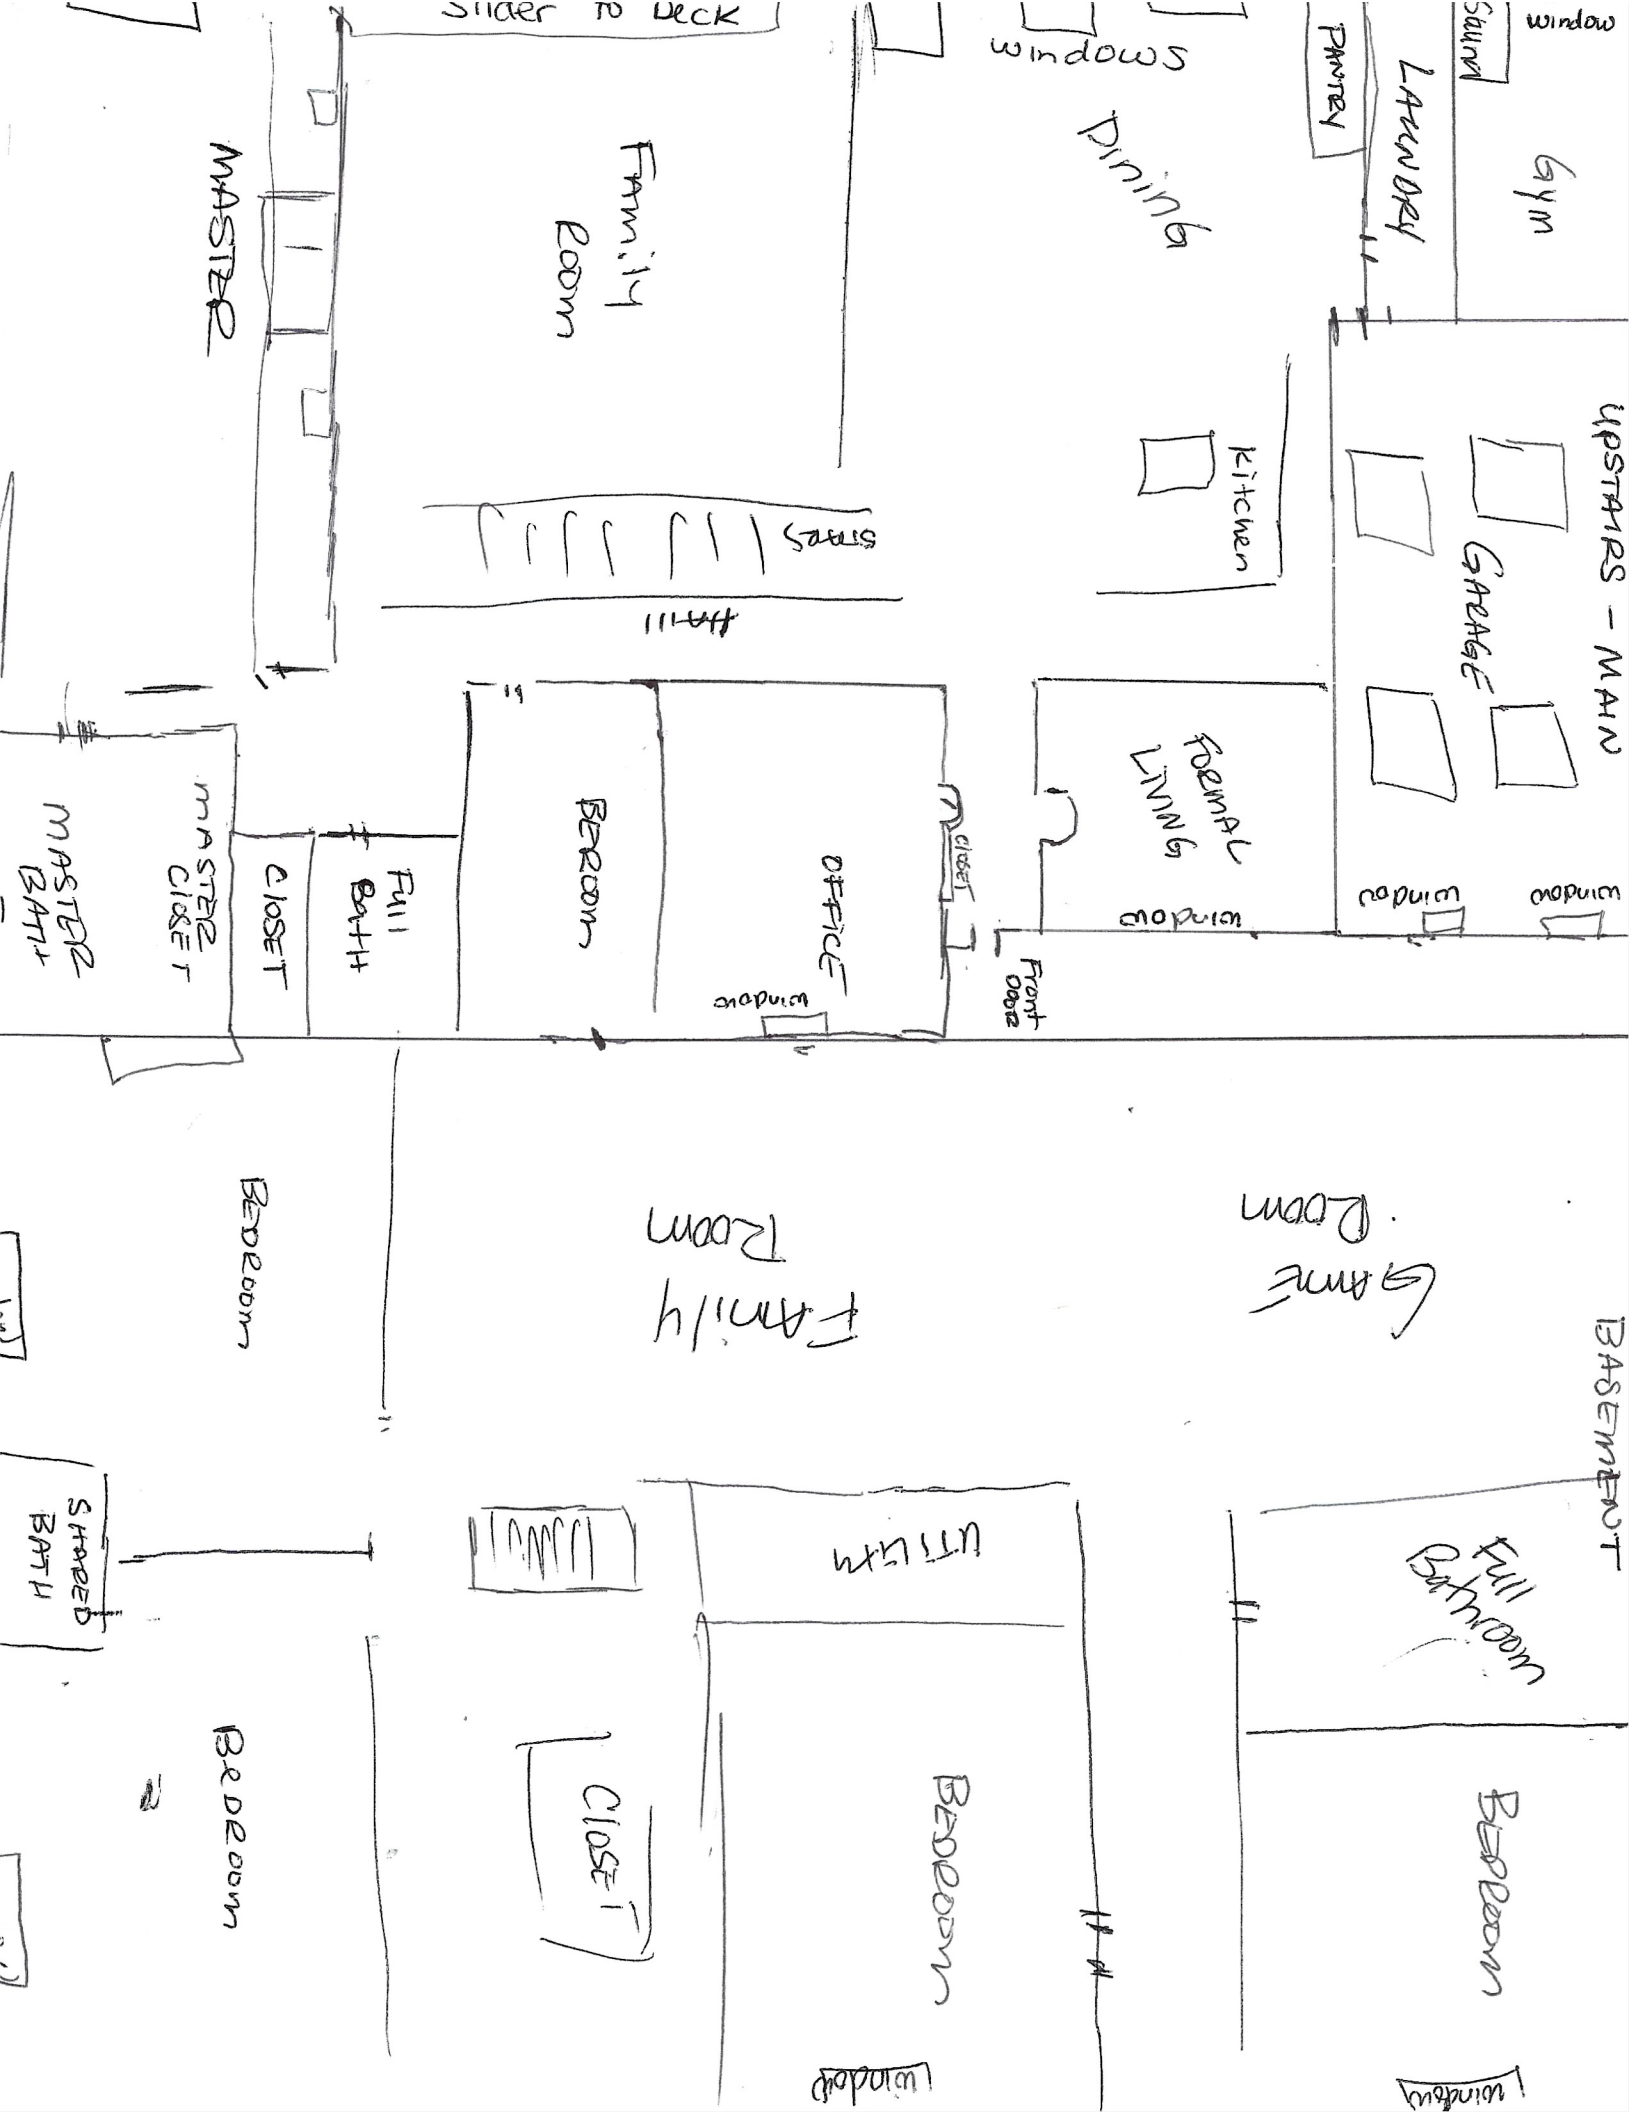 Slider To Deck
windows
window
Sauna
PANTRY
LAUNDRY
Gym
Dining
Family
Room
MASTER
UPSTAIRS - MAIN
Kitchen
GARAGE
STAIRS
HAIII
FORMAL
LIVING
BEROOM
OFFICE
CLOSET
MASTER
BATH
MASTER
CLOSET
CLOSET
Full
BatH
window
window
window
window
Front
Door
BEDROOM
Family
Room
GAME
Room
BASEMENT
SHARED
BATH
UTILITY
Full
Bathroom
BEDROOM
CLOSET
BEDROOM
BEDROOM
window
window